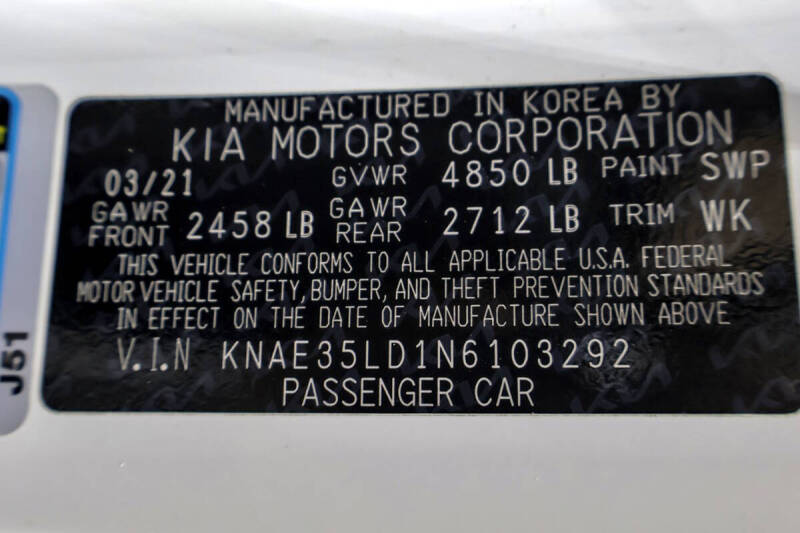 MANUFACTURED IN KOREA BY
KIA MOTORS CORPORATION
03/21 GVWR 4850 LB PAINT SWP
GAWR FRONT 2458 LB GAWR REAR 2712 LB TRIM WK
THIS VEHICLE CONFORMS TO ALL APPLICABLE U.S.A. FEDERAL
MOTOR VEHICLE SAFETY, BUMPER, AND THEFT PREVENTION STANDARDS
IN EFFECT ON THE DATE OF MANUFACTURE SHOWN ABOVE
V.I.N KNAE35LD1N6103292
PASSENGER CAR
J51